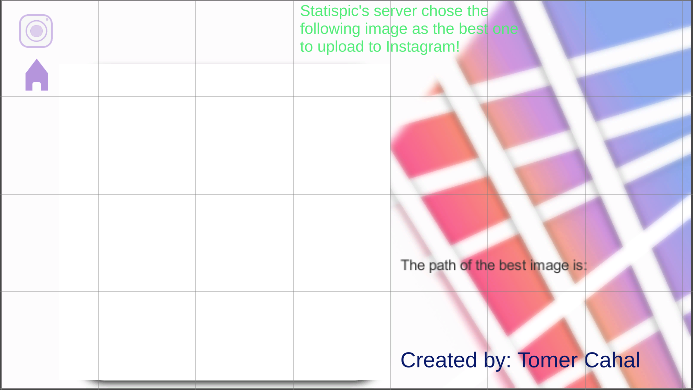 Statispic's server chose the
following image as the best one
to upload to Instagram!
The path of the best image is:
Created by: Tomer Cahal